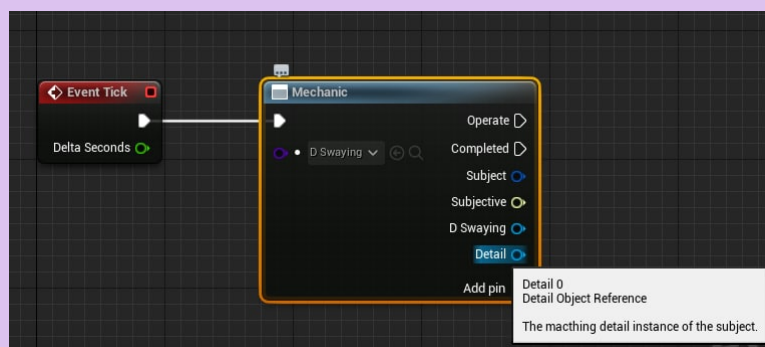 Event Tick
Delta Seconds
Mechanic
D Swaying
Operate
Completed
Subject
Subjective
D Swaying
Detail
Add pin
Detail 0
Detail Object Reference
The macthing detail instance of the subject.